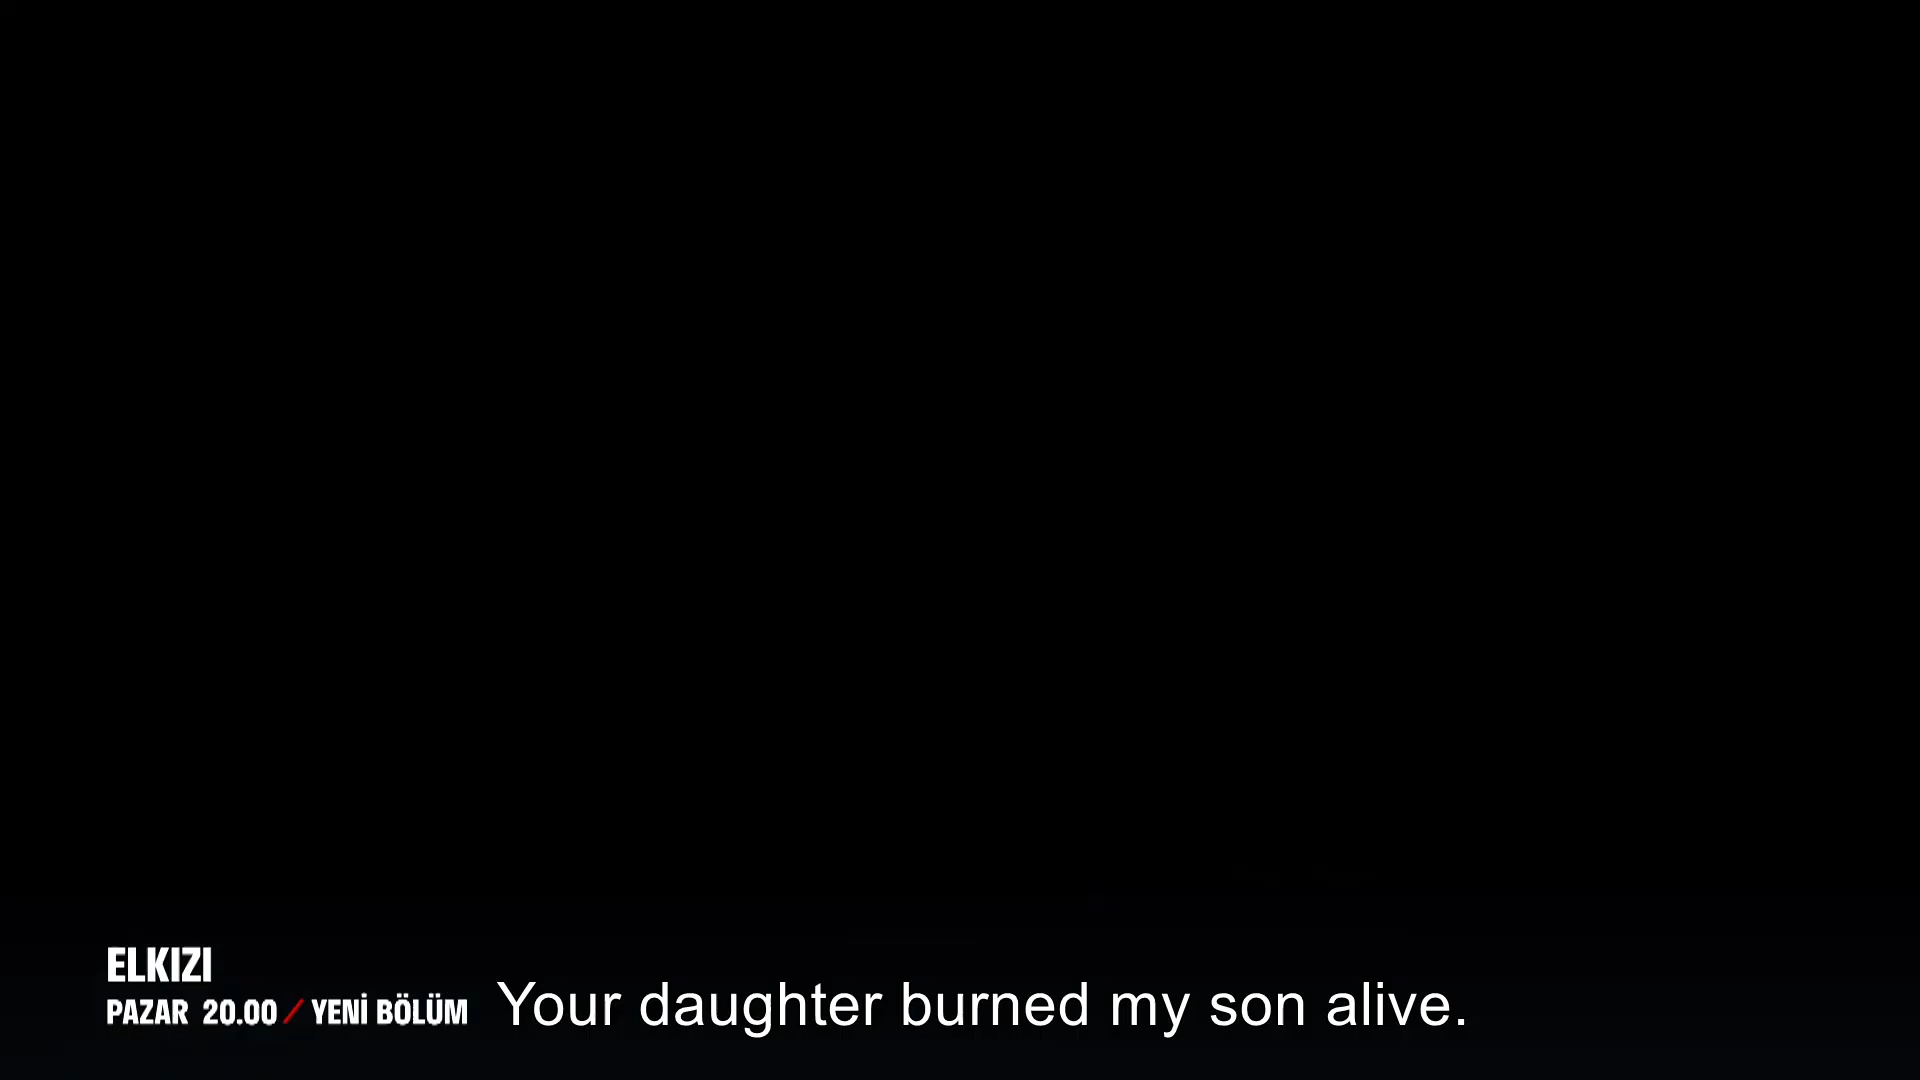 ELKIZI
PAZAR 20.00 / YENİ BÖLÜM
Your daughter burned my son alive.